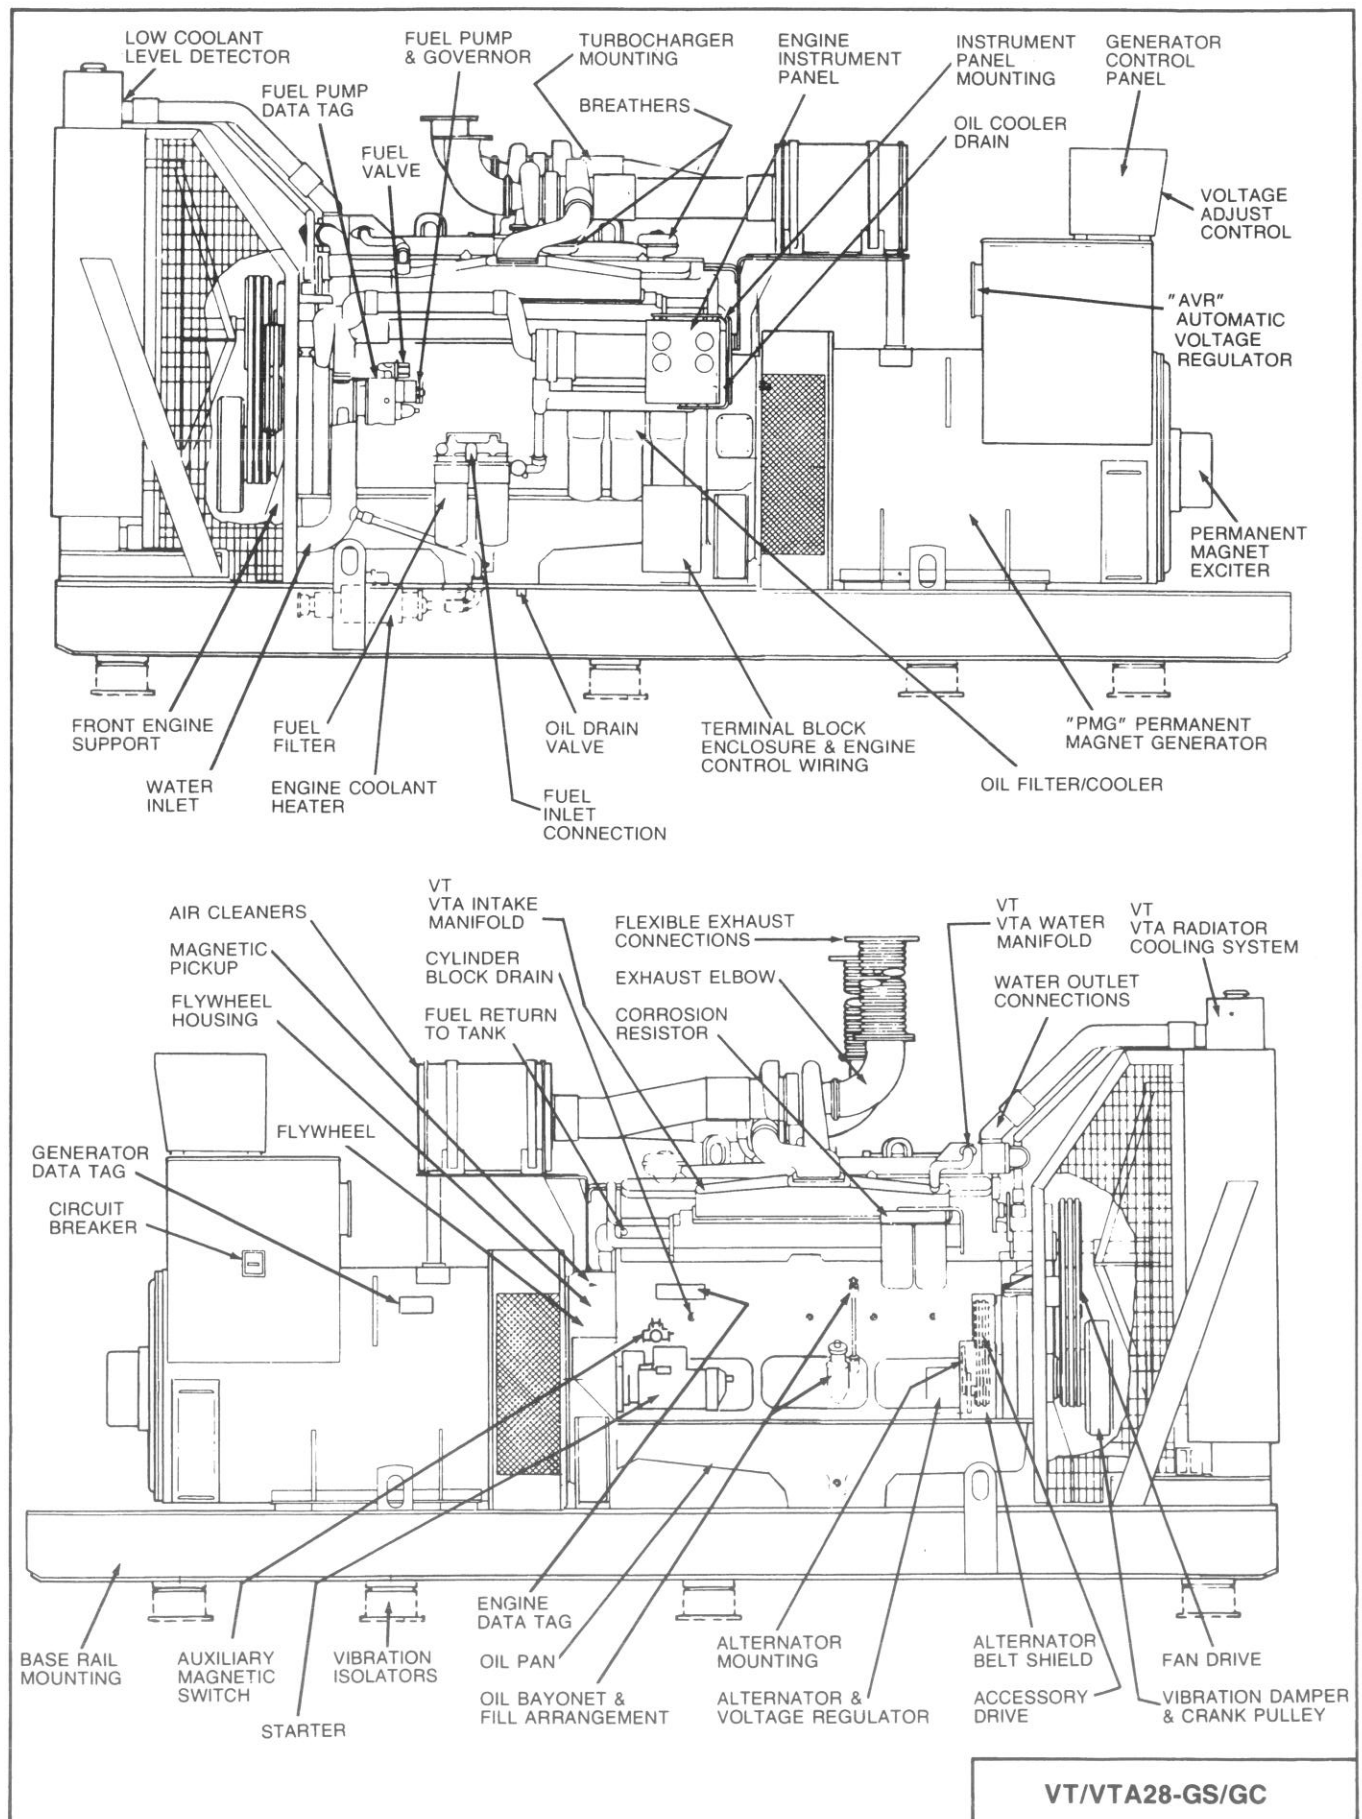 LOW COOLANT
LEVEL DETECTOR
FUEL PUMP
DATA TAG
FUEL
VALVE
FUEL PUMP
& GOVERNOR
TURBOCHARGER
MOUNTING
BREATHERS
ENGINE
INSTRUMENT
PANEL
INSTRUMENT
PANEL
MOUNTING
OIL COOLER
DRAIN
GENERATOR
CONTROL
PANEL
VOLTAGE
ADJUST
CONTROL
"AVR"
AUTOMATIC
VOLTAGE
REGULATOR
PERMANENT
MAGNET
EXCITER
FRONT ENGINE
SUPPORT
WATER
INLET
FUEL
FILTER
ENGINE COOLANT
HEATER
OIL DRAIN
VALVE
FUEL
INLET
CONNECTION
TERMINAL BLOCK
ENCLOSURE & ENGINE
CONTROL WIRING
"PMG" PERMANENT
MAGNET GENERATOR
OIL FILTER/COOLER
AIR CLEANERS
MAGNETIC
PICKUP
FLYWHEEL
HOUSING
FLYWHEEL
GENERATOR
DATA TAG
CIRCUIT
BREAKER
VT
VTA INTAKE
MANIFOLD
CYLINDER
BLOCK DRAIN
FUEL RETURN
TO TANK
FLEXIBLE EXHAUST
CONNECTIONS
EXHAUST ELBOW
CORROSION
RESISTOR
VT
VTA WATER
MANIFOLD
WATER OUTLET
CONNECTIONS
VT
VTA RADIATOR
COOLING SYSTEM
BASE RAIL
MOUNTING
AUXILIARY
MAGNETIC
SWITCH
STARTER
VIBRATION
ISOLATORS
ENGINE
DATA TAG
OIL PAN
OIL BAYONET &
FILL ARRANGEMENT
ALTERNATOR
MOUNTING
ALTERNATOR &
VOLTAGE REGULATOR
ALTERNATOR
BELT SHIELD
ACCESSORY
DRIVE
FAN DRIVE
VIBRATION DAMPER
& CRANK PULLEY
VT/VTA28-GS/GC